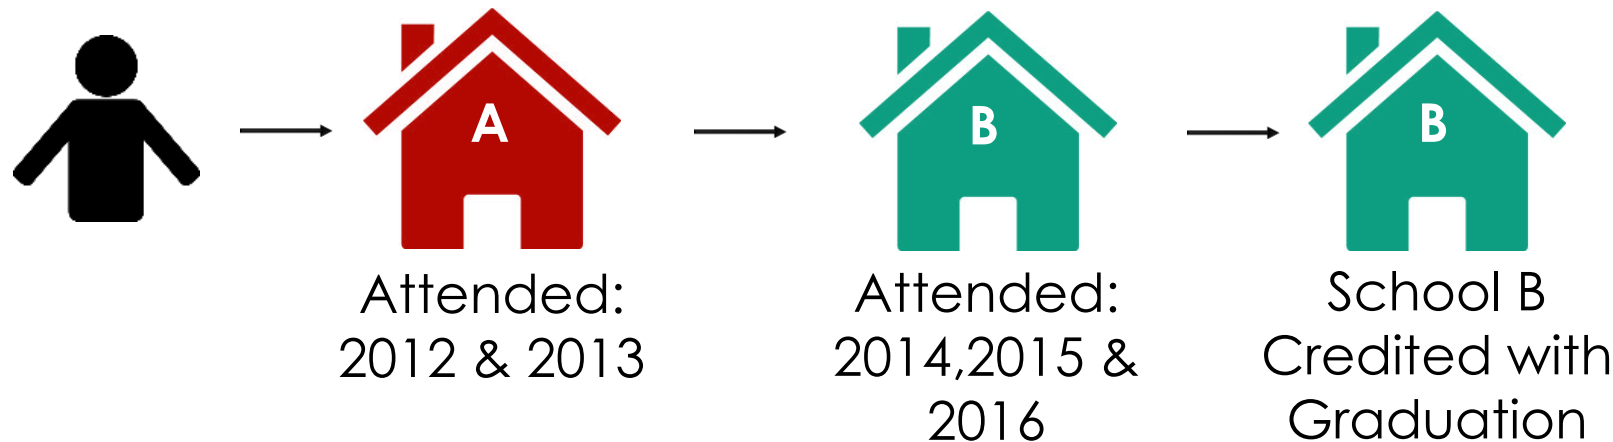 A
B
B
Attended:
2012 & 2013
Attended:
2014,2015 &
2016
School B
Credited with
Graduation